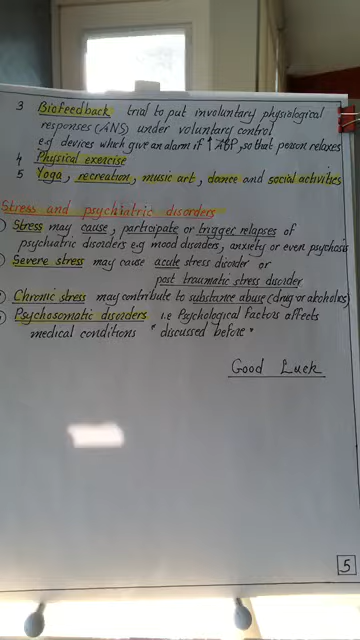 3 Biofeedback trial to put involuntary physiological
responses (ANS) under voluntary control
e.g devices which give an alarm if ↑ ABP, so that person relaxes
4 Physical exercise
5 Yoga, recreation, music art, dance and social activities
Stress and psychiatric disorders
Stress may cause, participate or trigger relapses of
psychiatric disorders e.g mood disorders, anxiety or even psychosis
Severe stress may cause acute stress disorder or
post traumatic stress disorder
Chronic stress may contribute to substance abuse (drug or alcoholes)
Psychosomatic disorders i.e Psychological Factors affects
medical conditions "discussed before"
Good Luck
5